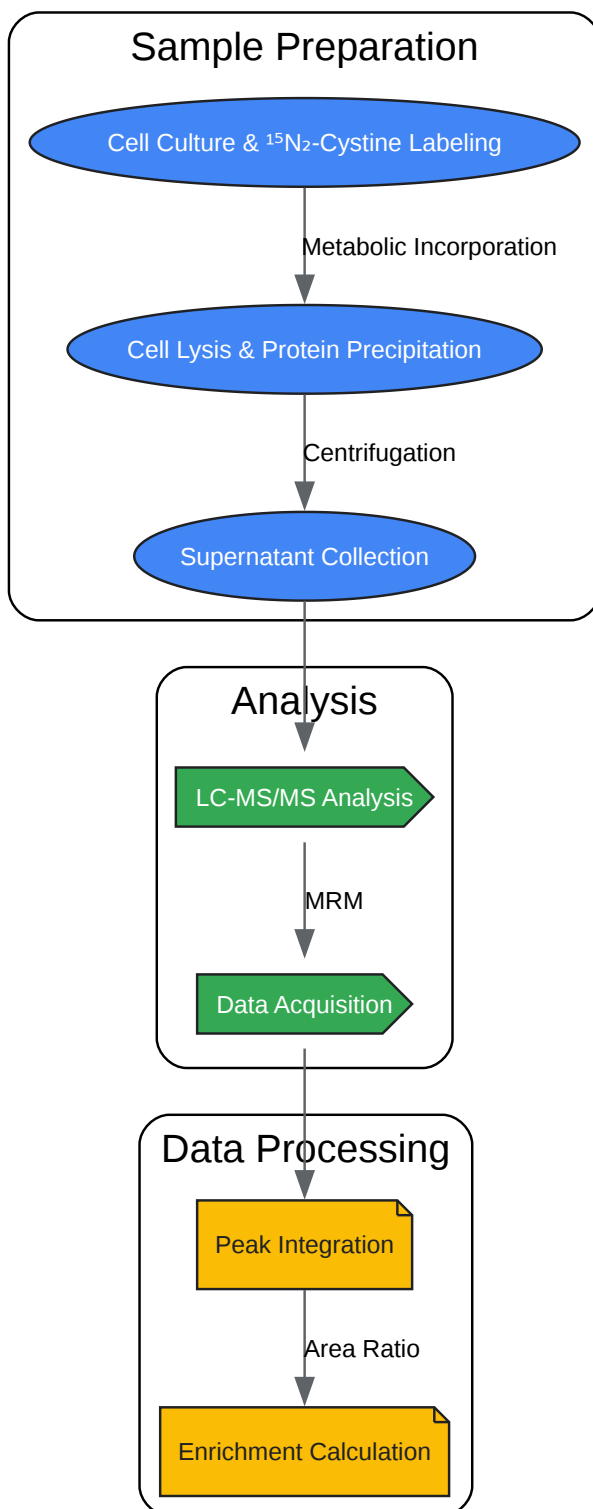 Sample Preparation
Cell Culture & ¹⁵N₂-Cystine Labeling
Metabolic Incorporation
Cell Lysis & Protein Precipitation
Centrifugation
Supernatant Collection
Analysis
LC-MS/MS Analysis
MRM
Data Acquisition
Data Processing
Peak Integration
Area Ratio
Enrichment Calculation